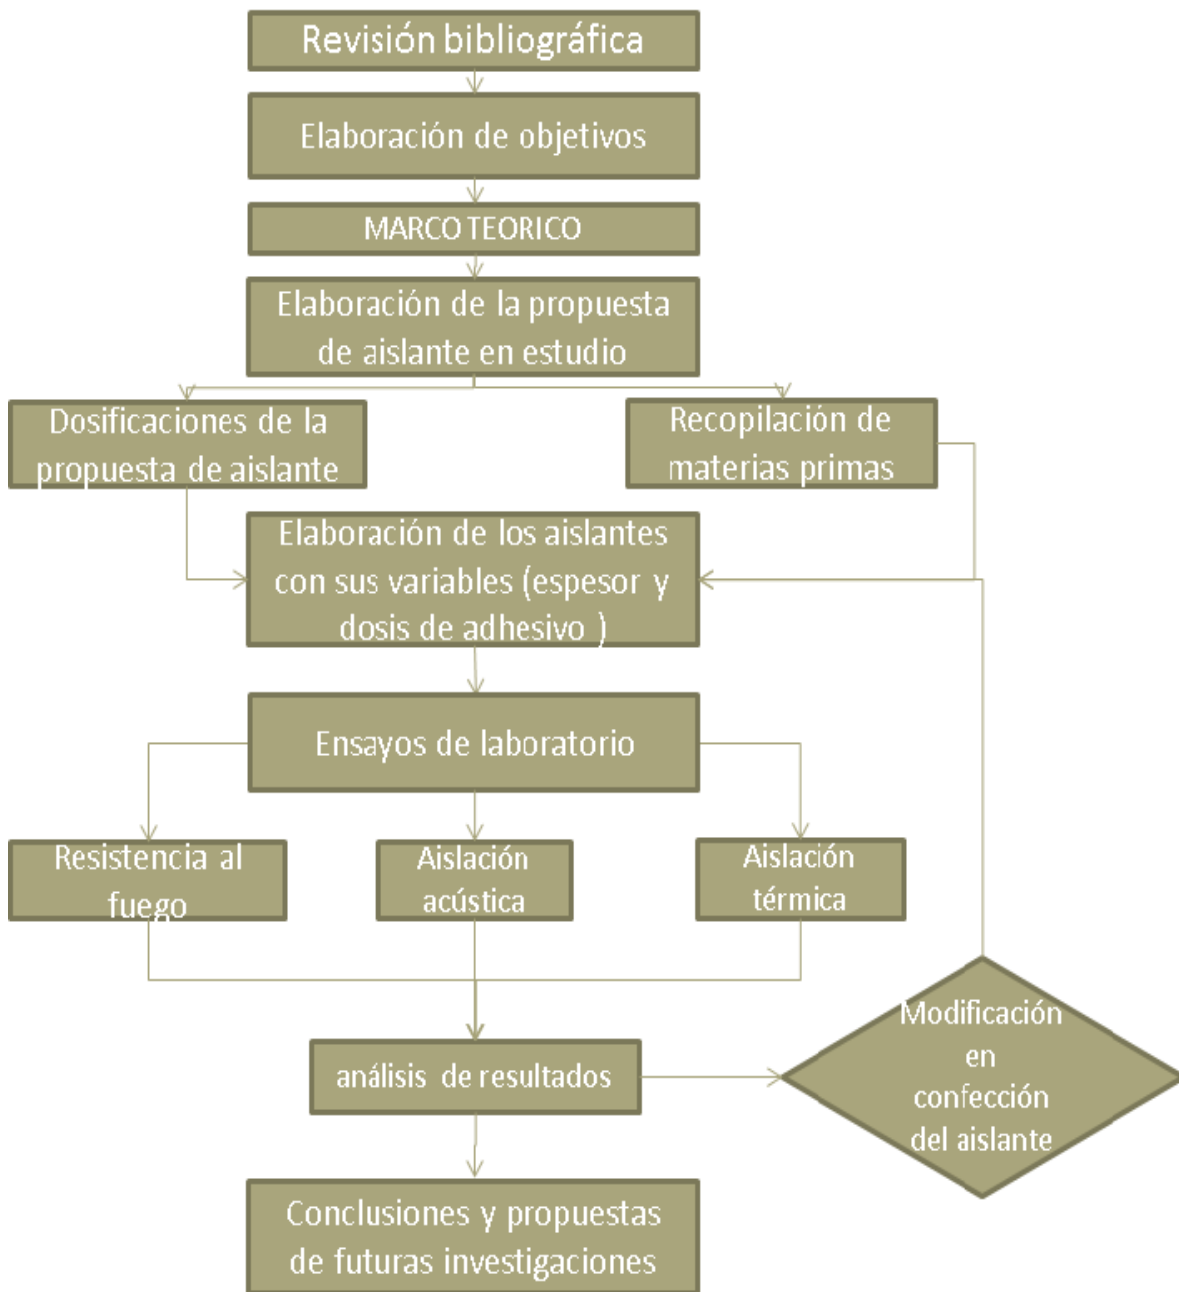 Revisión bibliográfica
Elaboración de objetivos
MARCO TEORICO
Elaboración de la propuesta
de aislante en estudio
Dosificaciones de la
propuesta de aislante
Recopilación de
materias primas
Elaboración de los aislantes
con sus variables (espesor y
dosis de adhesivo )
Ensayos de laboratorio
Resistencia al
fuego
Aislación
acústica
Aislación
térmica
Modificación
en
confección
del aislante
análisis de resultados
Conclusiones y propuestas
de futuras investigaciones